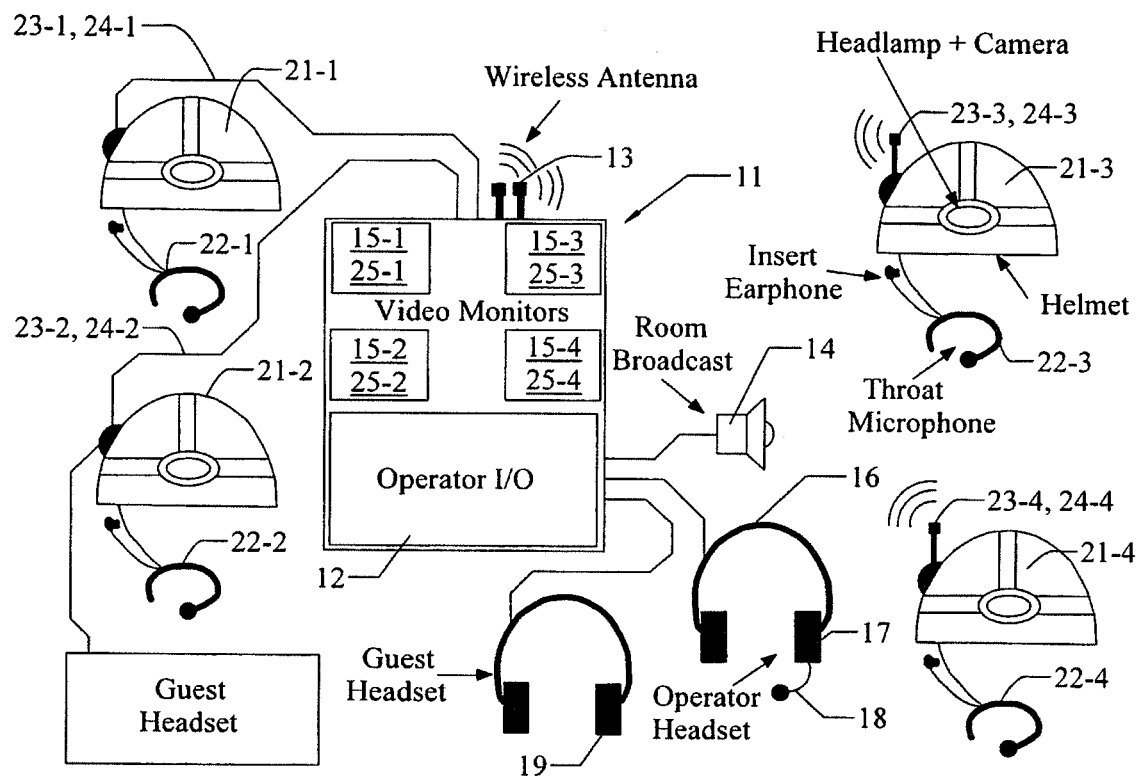 23-1, 24-1
21-1
Wireless Antenna
13
11
Headlamp + Camera
23-3, 24-3
21-3
15-1
25-1
15-3
25-3
Video Monitors
15-2
25-2
15-4
25-4
22-1
23-2, 24-2
21-2
22-2
Insert
Earphone
Helmet
Room
Broadcast
14
Throat
Microphone
22-3
Operator I/O
12
16
23-4, 24-4
21-4
Guest
Headset
Guest
Headset
19
Operator
Headset
17
18
22-4